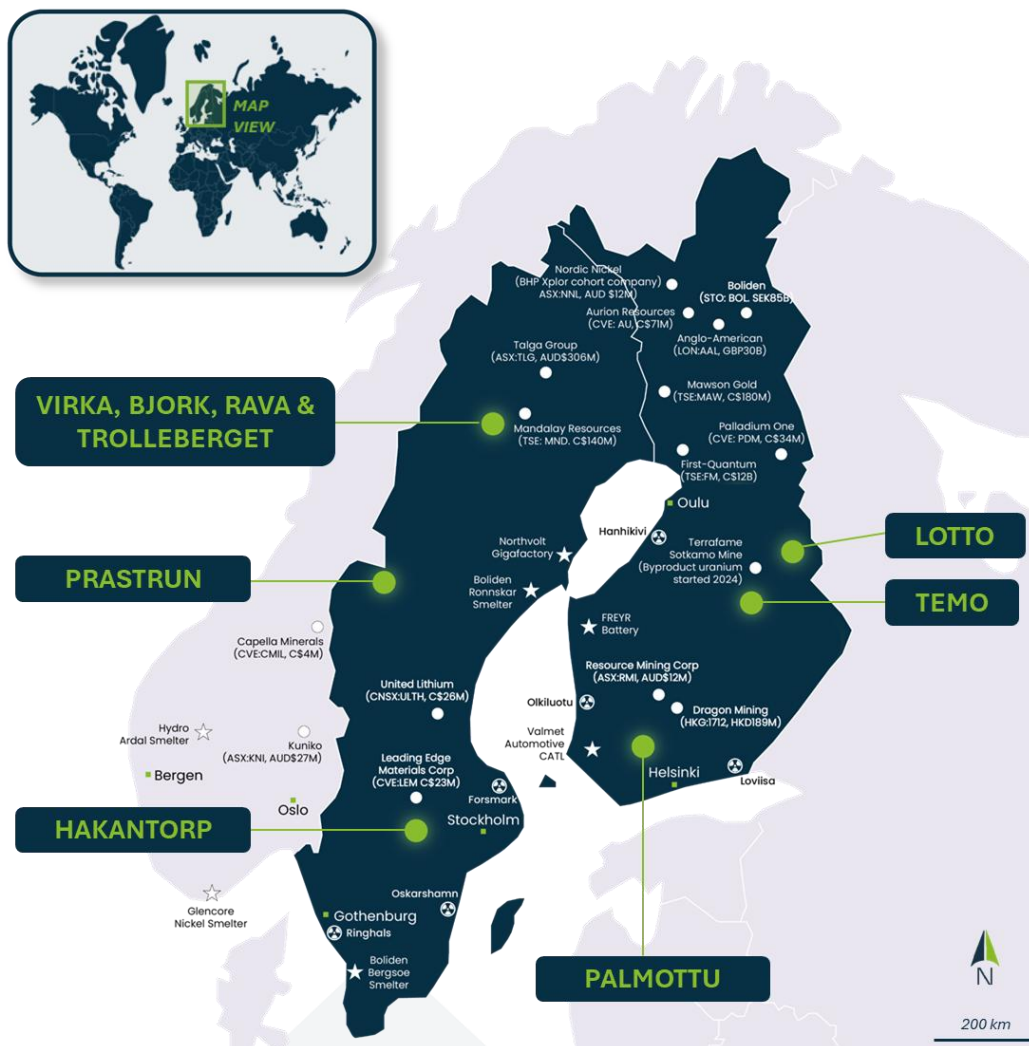 MAP
VIEW
Nordic Nickel
(BHP Xplor cohort company)
ASX:NNL, AUD $12M)
Boliden
(STO: BOL. SEK85B)
Aurion Resources
(CVE: AU, C$71M)
Anglo-American
(LON:AAL, GBP30B)
Talga Group
(ASX:TLG, AUD$306M)
VIRKA, BJORK, RAVA &
TROLLEBERGET
Mawson Gold
(TSE:MAW, C$180M)
Mandalay Resources
(TSE: MND. C$140M)
Palladium One
(CVE: PDM, C$34M)
First-Quantum
(TSE:FM, C$12B)
Oulu
Hanhikivi
LOTTO
Northvolt
Gigafactory
Terrafame
Sotkamo Mine
(Byproduct uranium
started 2024)
PRASTRUN
Boliden
Ronnskar
Smelter
TEMO
FREYR
Battery
Capella Minerals
(CVE:CMIL, C$4M)
Resource Mining Corp
(ASX:RMI, AUD$12M)
United Lithium
(CNSX:ULTH, C$26M)
Olkiluotu
Dragon Mining
(HKG:1712, HKD189M)
Hydro
Ardal Smelter
Kuniko
(ASX:KNI, AUD$27M)
Valmet
Automotive
CATL
Leading Edge
Materials Corp
(CVE:LEM C$23M)
Bergen
Helsinki
Loviisa
Forsmark
Oslo
Stockholm
HAKANTORP
Oskarshamn
Glencore
Nickel Smelter
Gothenburg
Ringhals
Boliden
Bergsoe
Smelter
PALMOTTU
N
200 km